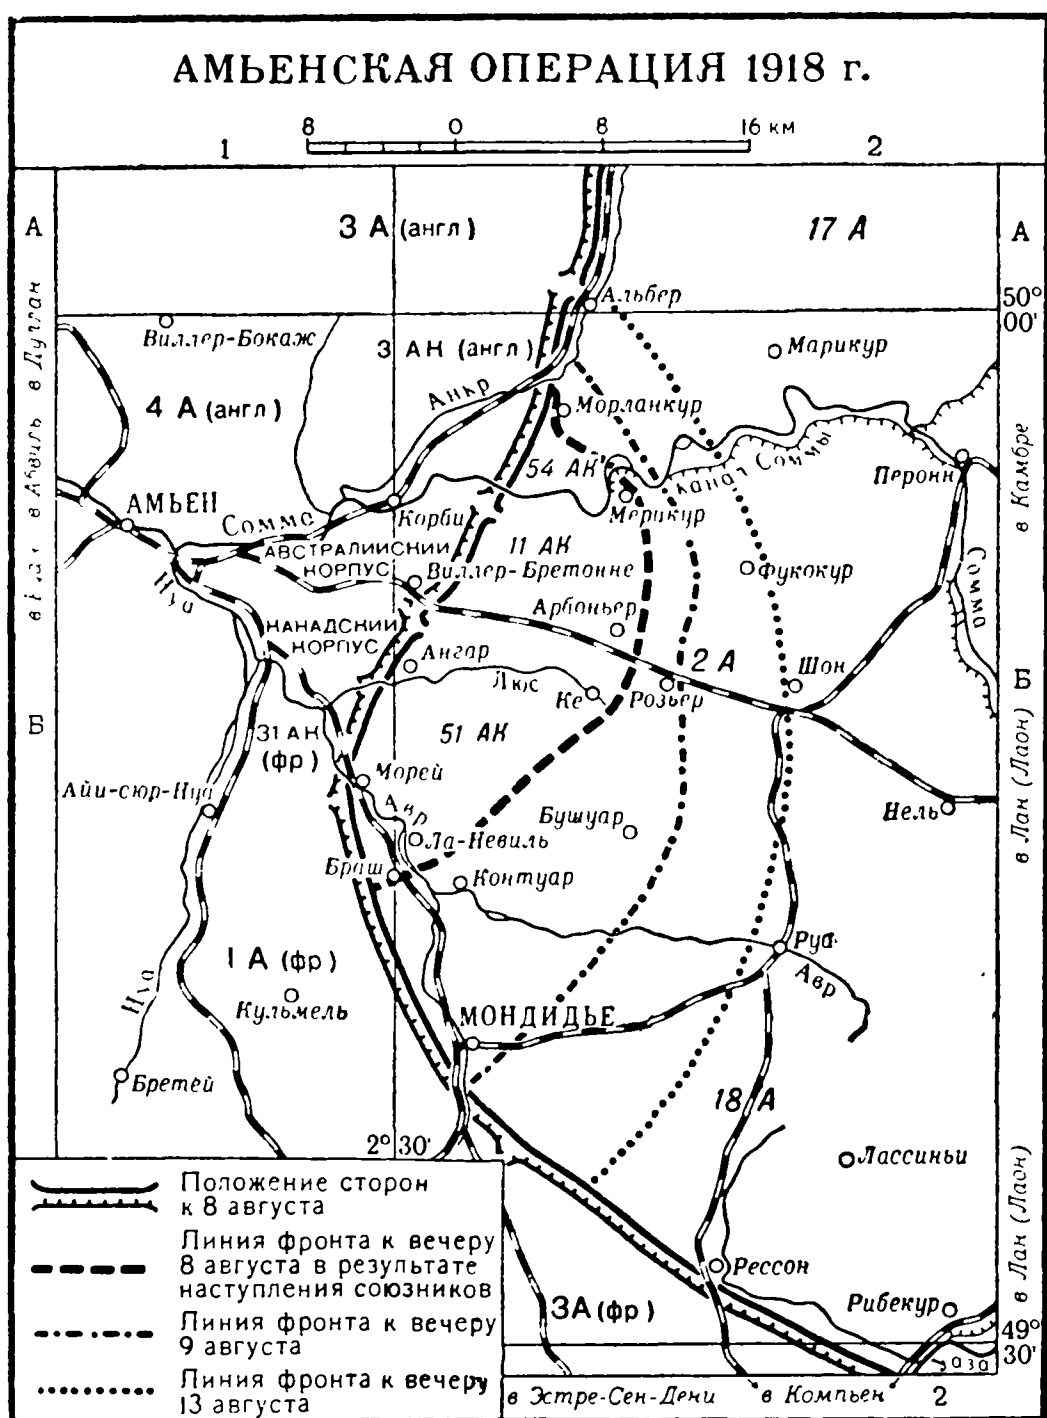 АМЬЕНСКАЯ ОПЕРАЦИЯ 1918 г.
8 0 8 16 км
1 2
А
А
3 А (англ)
17 А
Альбер
50°
00'
Виллер-Бокаж
3 АК (англ)
Марикур
в Дуллан
4 А (англ)
Анкр
Морланкур
в Абвиль
54 АК
Канал Соммы
Перонн
в Камбре
АМЬЕН
Сомма
Корби
Мерикур
АВСТРАЛИЙСКИЙ
КОРПУС
11 АК
Виллер-Бретонне
Фукокур
Нуа
Сомма
КАНАДСКИЙ
КОРПУС
Арбоньер
Ангар
Люс
2 А
Шон
Ке
Розьер
Б
Б
31 АК
(фр)
51 АК
Морей
Айи-сюр-Нуа
Авр
Бушуар
Нель
в Лан (Лаон)
Ла-Невиль
Браш
Контуар
Руа
1 А (фр)
Авр
Нуа
Кульмель
МОНДИДЬЕ
Бретей
18 А
2° 30'
Лассиньи
в Лан (Лаон)
Рессон
3А (фр)
Рибекур
49°
30'
Положение сторон
к 8 августа
Линия фронта к вечеру
8 августа в результате
наступления союзников
Линия фронта к вечеру
9 августа
Линия фронта к вечеру
13 августа
в Эстре-Сен-Дени
в Компьен
2